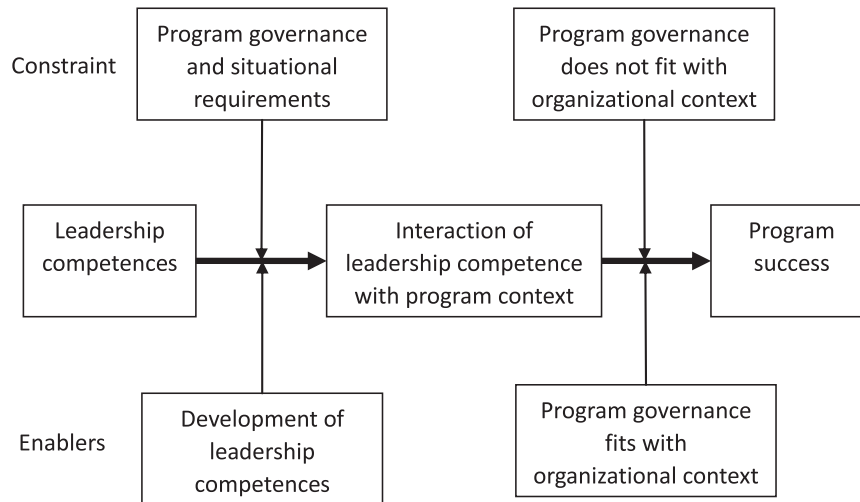 Constraint
Program governance
and situational
requirements
Program governance
does not fit with
organizational context
Leadership
competences
Interaction of
leadership competence
with program context
Program
success
Enablers
Development of
leadership
competences
Program governance
fits with
organizational context